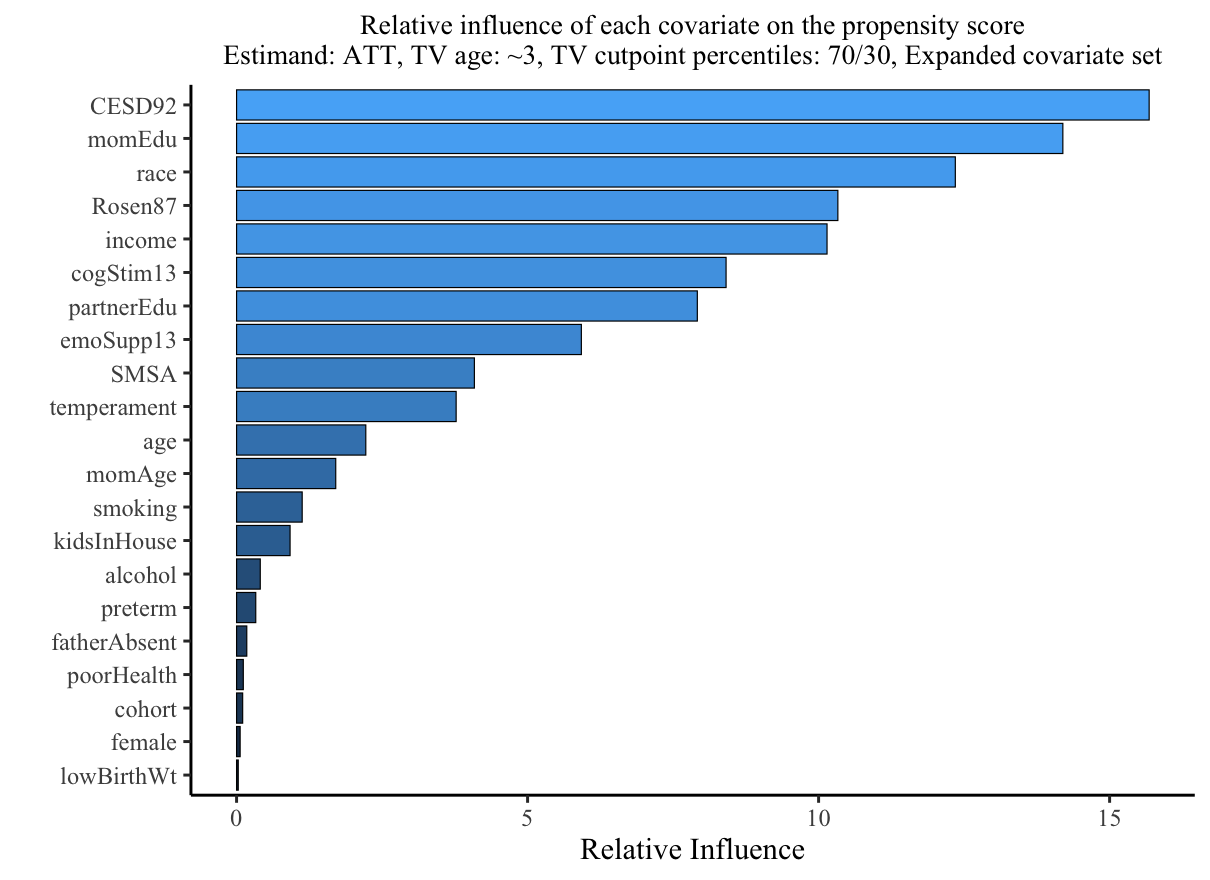 Relative influence of each covariate on the propensity score
Estimand: ATT, TV age: ~3, TV cutpoint percentiles: 70/30, Expanded covariate set
CESD92
momEdu
race
Rosen87
income
cogStim13
partnerEdu
emoSupp13
SMSA
temperament
age
momAge
smoking
kidsInHouse
alcohol
preterm
fatherAbsent
poorHealth
cohort
female
lowBirthWt
0 5 10 15
Relative Influence